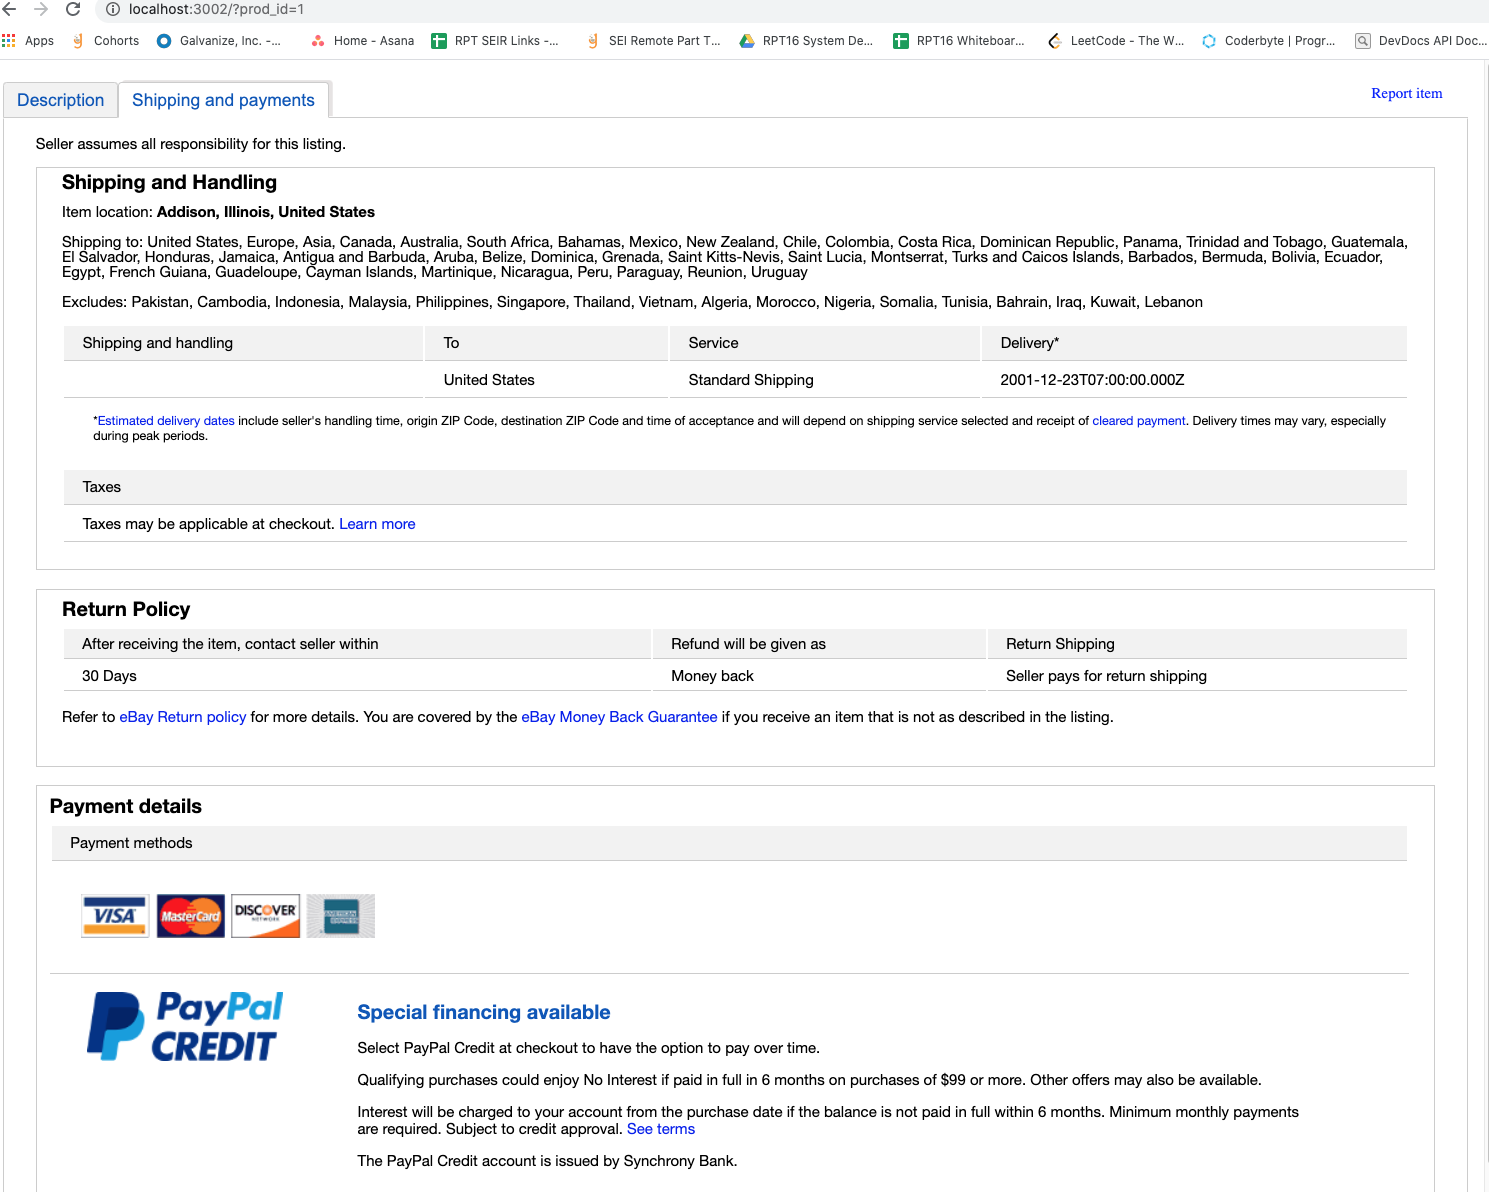 localhost:3002/?prod_id=1
Apps Cohorts Galvanize, Inc. -... Home - Asana RPT SEIR Links -... SEI Remote Part T... RPT16 System De... RPT16 Whiteboar... LeetCode - The W... Coderbyte | Progr... DevDocs API Doc...
Description Shipping and payments Report item
Seller assumes all responsibility for this listing.
Shipping and Handling
Item location: Addison, Illinois, United States
Shipping to: United States, Europe, Asia, Canada, Australia, South Africa, Bahamas, Mexico, New Zealand, Chile, Colombia, Costa Rica, Dominican Republic, Panama, Trinidad and Tobago, Guatemala,
El Salvador, Honduras, Jamaica, Antigua and Barbuda, Aruba, Belize, Dominica, Grenada, Saint Kitts-Nevis, Saint Lucia, Montserrat, Turks and Caicos Islands, Barbados, Bermuda, Bolivia, Ecuador,
Egypt, French Guiana, Guadeloupe, Cayman Islands, Martinique, Nicaragua, Peru, Paraguay, Reunion, Uruguay
Excludes: Pakistan, Cambodia, Indonesia, Malaysia, Philippines, Singapore, Thailand, Vietnam, Algeria, Morocco, Nigeria, Somalia, Tunisia, Bahrain, Iraq, Kuwait, Lebanon
Shipping and handling To Service Delivery*
United States Standard Shipping 2001-12-23T07:00:00.000Z
*Estimated delivery dates include seller's handling time, origin ZIP Code, destination ZIP Code and time of acceptance and will depend on shipping service selected and receipt of cleared payment. Delivery times may vary, especially
during peak periods.
Taxes
Taxes may be applicable at checkout. Learn more
Return Policy
After receiving the item, contact seller within Refund will be given as Return Shipping
30 Days Money back Seller pays for return shipping
Refer to eBay Return policy for more details. You are covered by the eBay Money Back Guarantee if you receive an item that is not as described in the listing.
Payment details
Payment methods
VISA MasterCard DISCOVER NETWORK AMERICAN EXPRESS
PayPal
CREDIT
Special financing available
Select PayPal Credit at checkout to have the option to pay over time.
Qualifying purchases could enjoy No Interest if paid in full in 6 months on purchases of $99 or more. Other offers may also be available.
Interest will be charged to your account from the purchase date if the balance is not paid in full within 6 months. Minimum monthly payments
are required. Subject to credit approval. See terms
The PayPal Credit account is issued by Synchrony Bank.